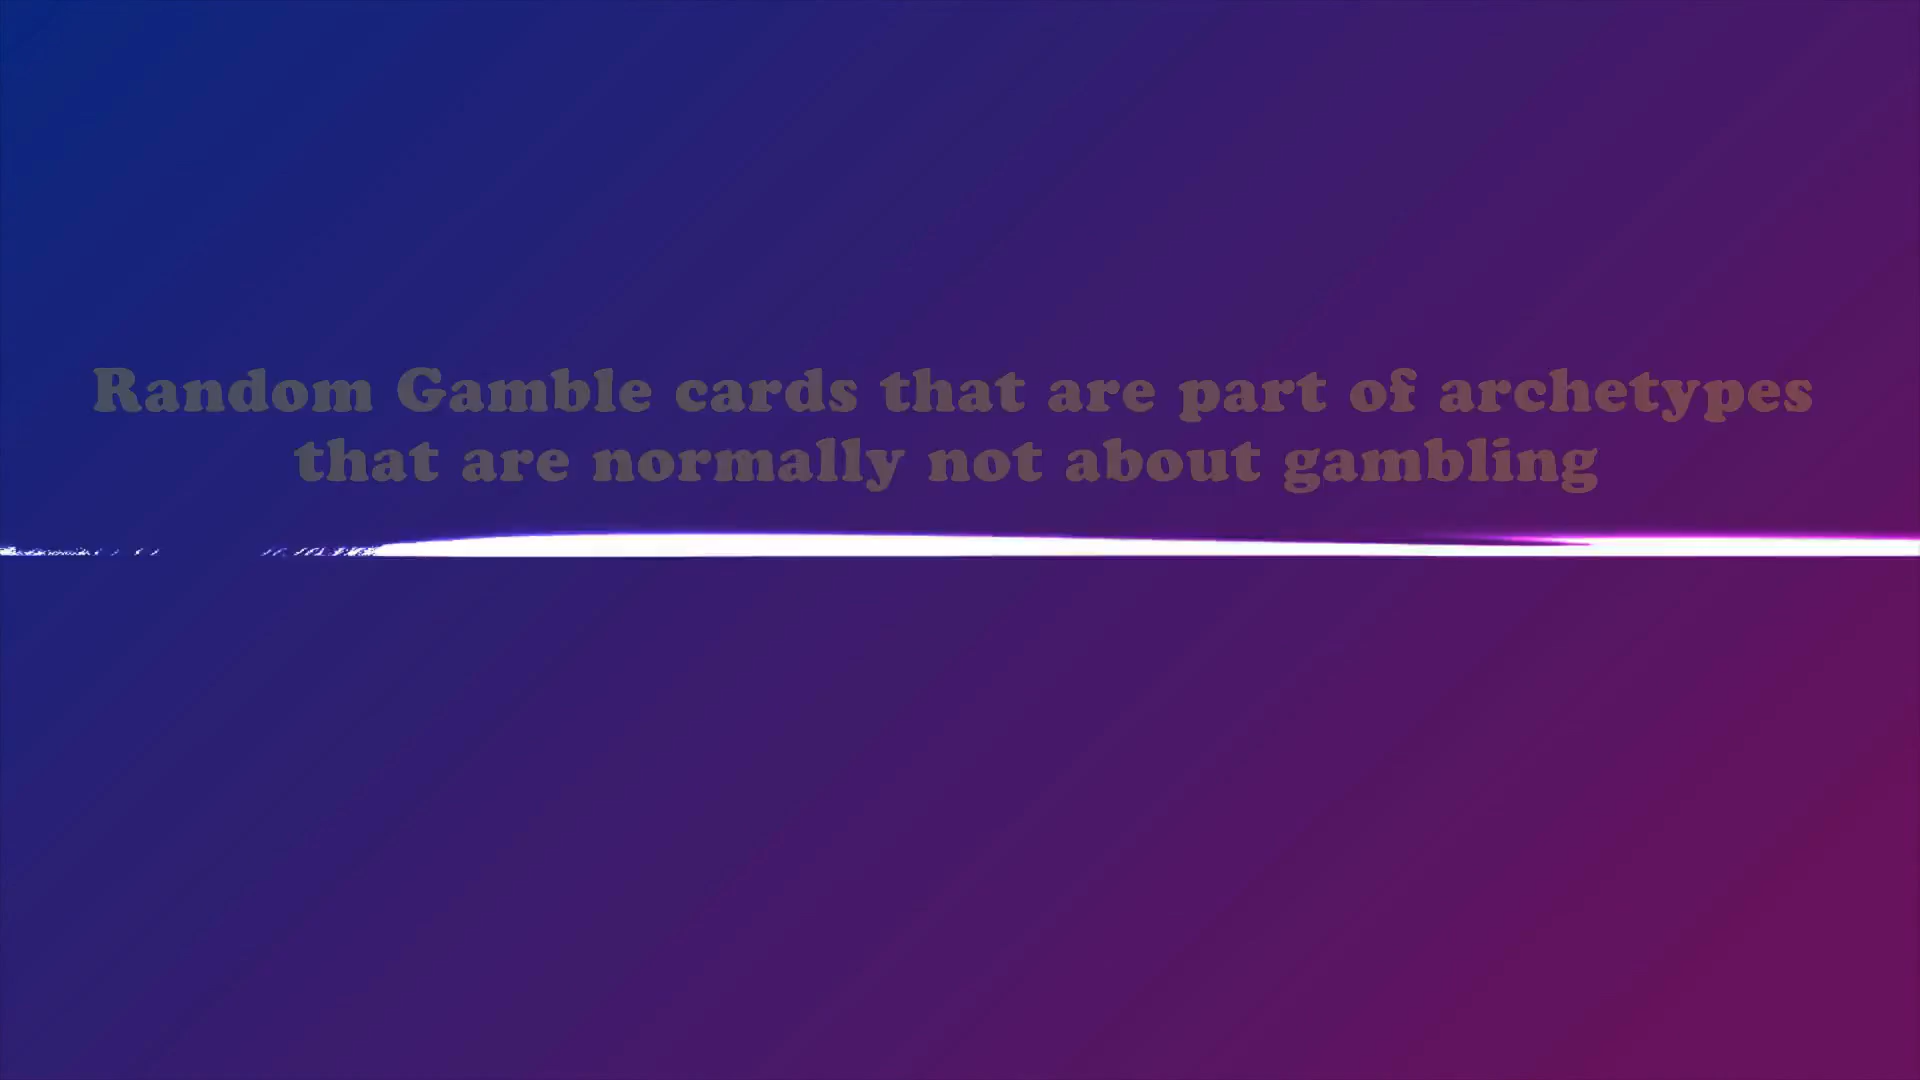 Random Gamble cards that are part of archetypes
that are normally not about gambling